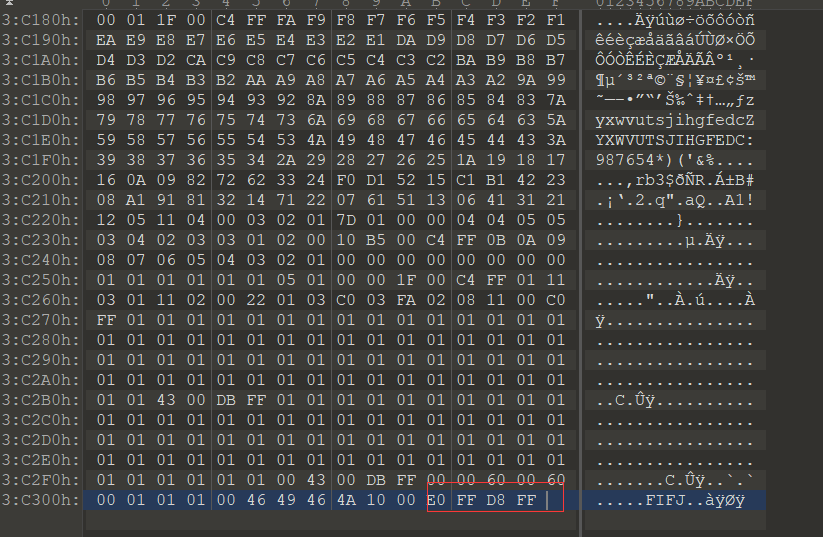 0 1 2 3 4 5 6 7 8 9 A B C D E F 0123456789ABCDEF
3:C180h: 00 01 1F 00 C4 FF FA F9 F8 F7 F6 F5 F4 F3 F2 F1 ....Äÿúùø÷öõôóòñ
3:C190h: EA E9 E8 E7 E6 E5 E4 E3 E2 E1 DA D9 D8 D7 D6 D5 êéèçæåäãâáÚÙØ×ÖÕ
3:C1A0h: D4 D3 D2 CA C9 C8 C7 C6 C5 C4 C3 C2 BA B9 B8 B7 ÔÓÒÊÉÈÇÆÅÄÃÂº¹¸·
3:C1B0h: B6 B5 B4 B3 B2 AA A9 A8 A7 A6 A5 A4 A3 A2 9A 99 ¶µ´³²ª©¨§¦¥¤£¢š™
3:C1C0h: 98 97 96 95 94 93 92 8A 89 88 87 86 85 84 83 7A ˜—–•”“’Š‰ˆ‡†…„ƒz
3:C1D0h: 79 78 77 76 75 74 73 6A 69 68 67 66 65 64 63 5A yxwvutsjihgfedcZ
3:C1E0h: 59 58 57 56 55 54 53 4A 49 48 47 46 45 44 43 3A YXWVUTSJIHGFEDC:
3:C1F0h: 39 38 37 36 35 34 2A 29 28 27 26 25 1A 19 18 17 987654*)('&%....
3:C200h: 16 0A 09 82 72 62 33 24 F0 D1 52 15 C1 B1 42 23 ...‚rb3$ðÑR.Á±B#
3:C210h: 08 A1 91 81 32 14 71 22 07 61 51 13 06 41 31 21 .¡‘.2.q".aQ..A1!
3:C220h: 12 05 11 04 00 03 02 01 7D 01 00 00 04 04 05 05 ........}.......
3:C230h: 03 04 02 03 03 01 02 00 10 B5 00 C4 FF 0B 0A 09 .........µ.Äÿ...
3:C240h: 08 07 06 05 04 03 02 01 00 00 00 00 00 00 00 00 ................
3:C250h: 01 01 01 01 01 01 05 01 00 00 1F 00 C4 FF 01 11 ............Äÿ..
3:C260h: 03 01 11 02 00 22 01 03 C0 03 FA 02 08 11 00 C0 ....."..À.ú....À
3:C270h: FF 01 01 01 01 01 01 01 01 01 01 01 01 01 01 01 ÿ...............
3:C280h: 01 01 01 01 01 01 01 01 01 01 01 01 01 01 01 01 ................
3:C290h: 01 01 01 01 01 01 01 01 01 01 01 01 01 01 01 01 ................
3:C2A0h: 01 01 01 01 01 01 01 01 01 01 01 01 01 01 01 01 ................
3:C2B0h: 01 01 43 00 DB FF 01 01 01 01 01 01 01 01 01 01 ..C.Ûÿ..........
3:C2C0h: 01 01 01 01 01 01 01 01 01 01 01 01 01 01 01 01 ................
3:C2D0h: 01 01 01 01 01 01 01 01 01 01 01 01 01 01 01 01 ................
3:C2E0h: 01 01 01 01 01 01 01 01 01 01 01 01 01 01 01 01 ................
3:C2F0h: 01 01 01 01 01 01 00 43 00 DB FF 00 00 60 00 60 .......C.Ûÿ..`.`
3:C300h: 00 01 01 01 00 46 49 46 4A 10 00 E0 FF D8 FF .....FIFJ..àÿØÿ